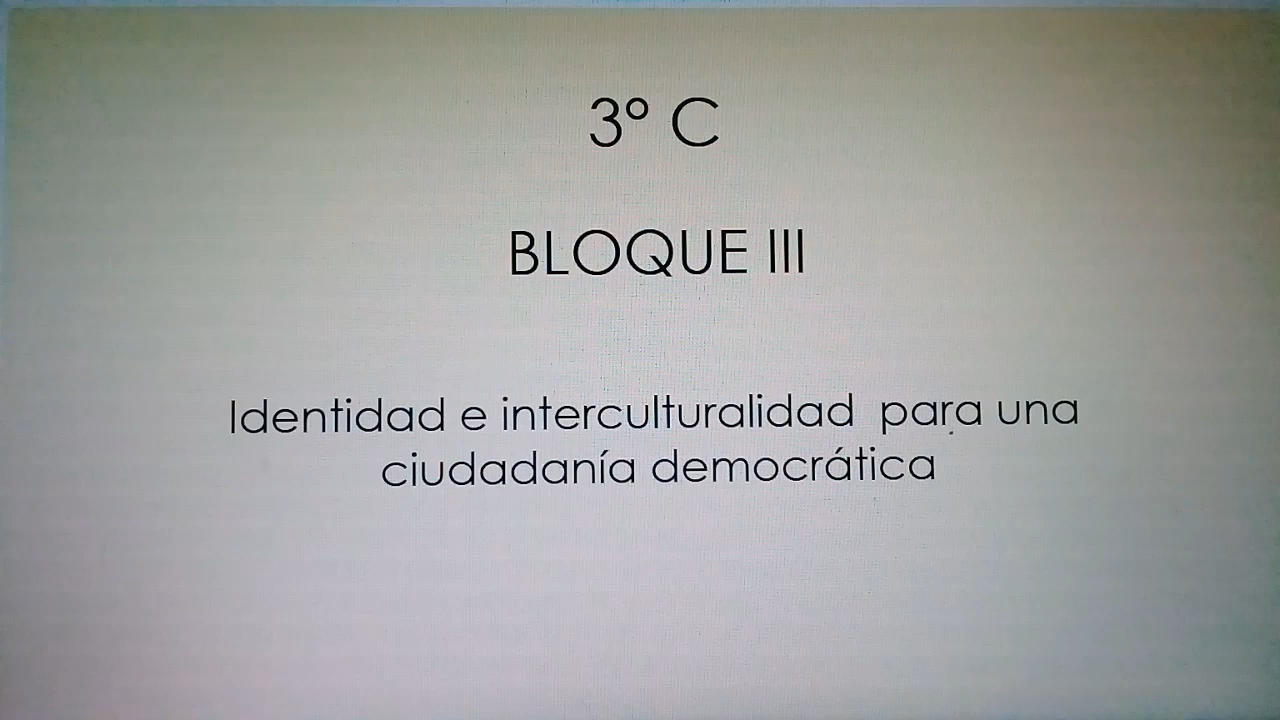 3° C
BLOQUE III
Identidad e interculturalidad para una
ciudadanía democrática